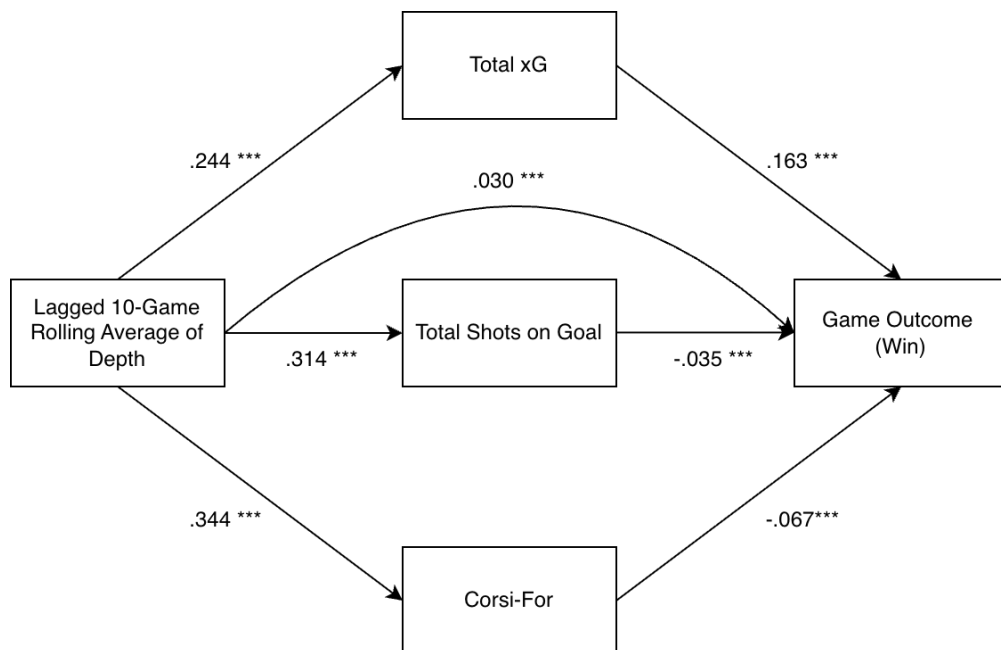 Total xG
.244 ***
.163 ***
.030 ***
Lagged 10-Game
Rolling Average of
Depth
Total Shots on Goal
Game Outcome
(Win)
.314 ***
-.035 ***
.344 ***
-.067***
Corsi-For